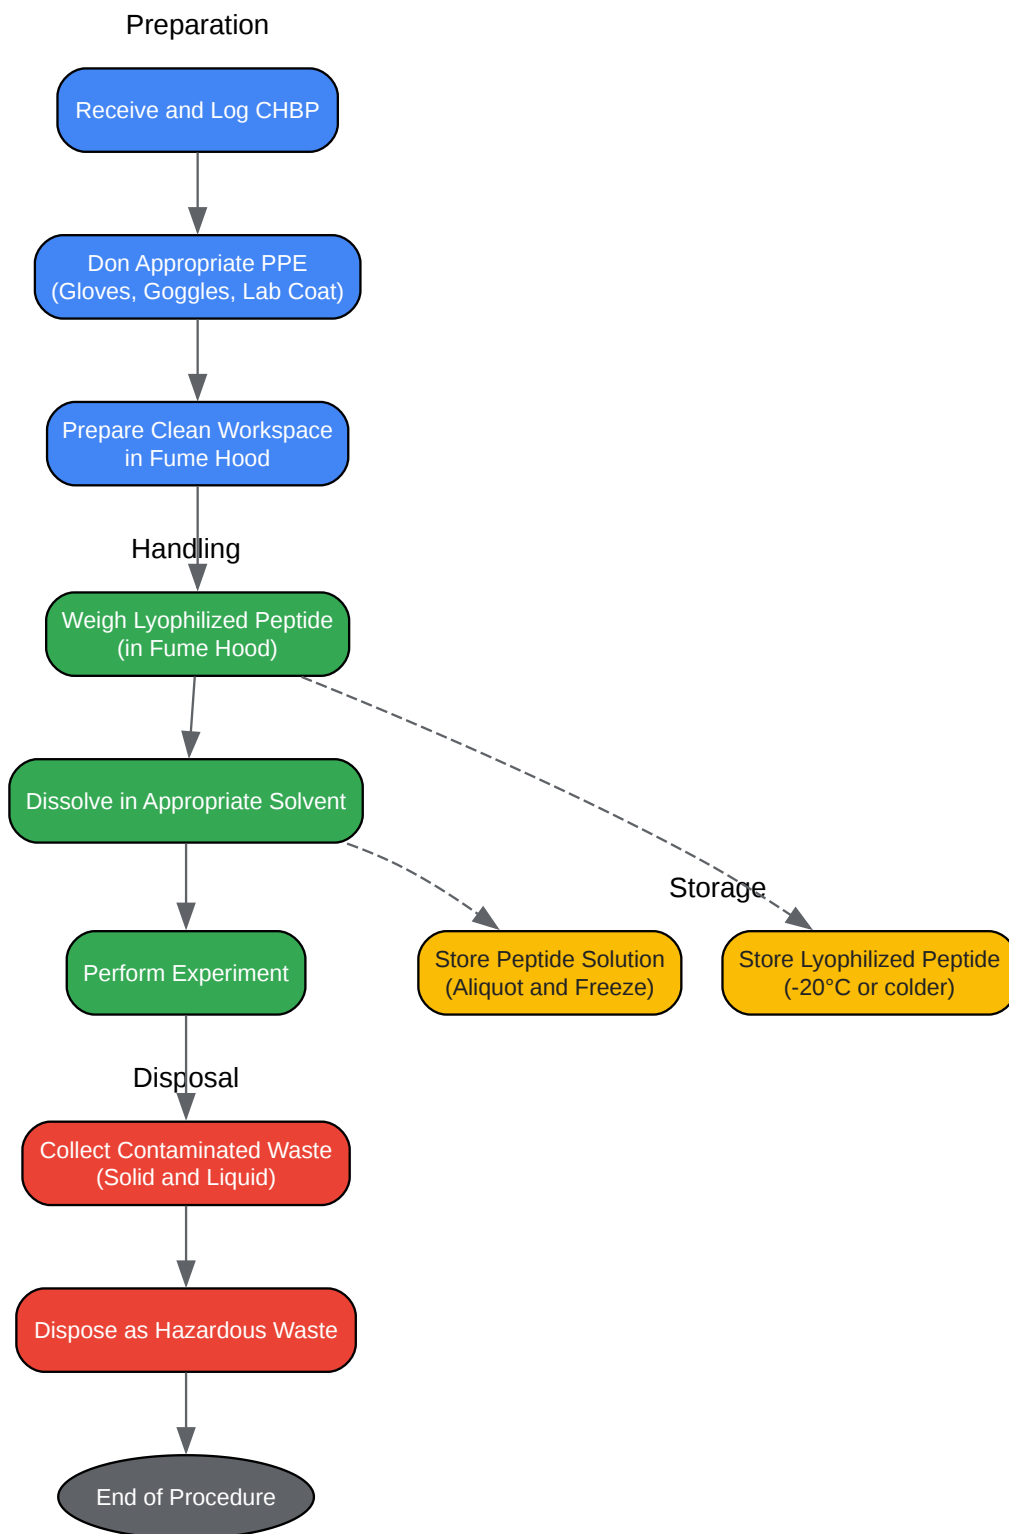 Preparation
Receive and Log CHBP
Don Appropriate PPE
(Gloves, Goggles, Lab Coat)
Prepare Clean Workspace
in Fume Hood
Handling
Weigh Lyophilized Peptide
(in Fume Hood)
Dissolve in Appropriate Solvent
Storage
Perform Experiment
Store Peptide Solution
(Aliquot and Freeze)
Store Lyophilized Peptide
(-20°C or colder)
Disposal
Collect Contaminated Waste
(Solid and Liquid)
Dispose as Hazardous Waste
End of Procedure